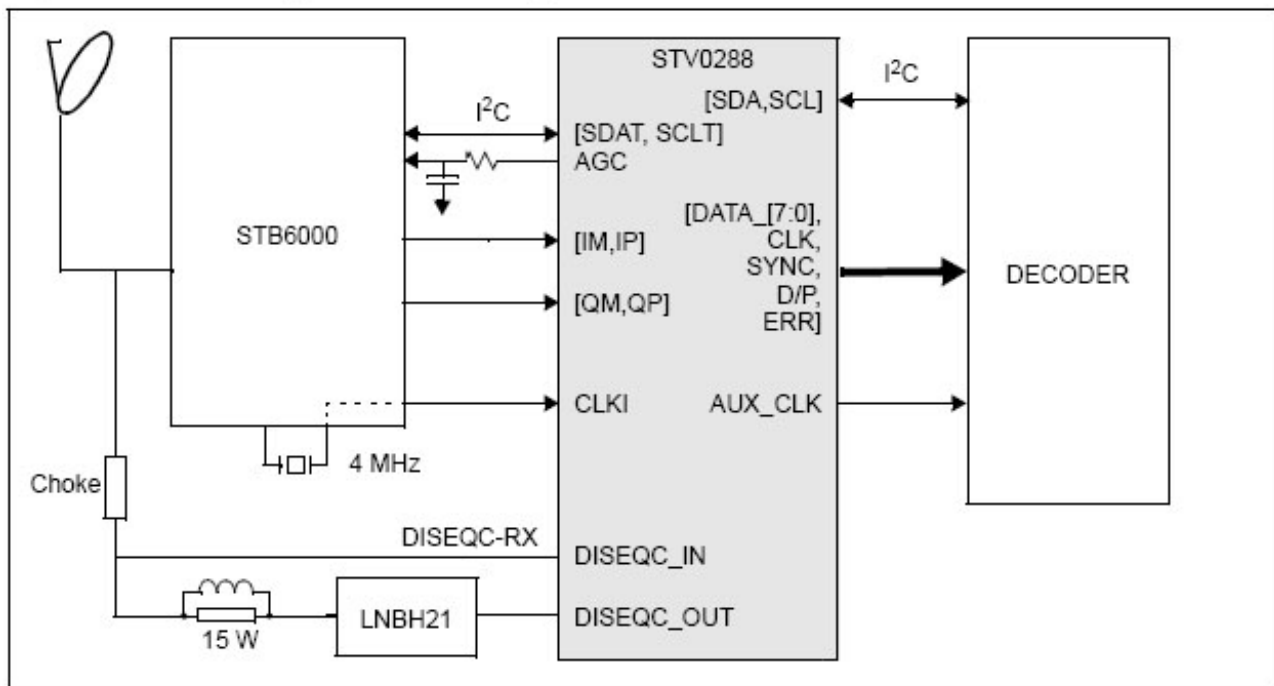 STV0288
I²C
[SDA,SCL]
I²C
[SDAT, SCLT]
AGC
STB6000
[DATA_[7:0],
CLK,
SYNC,
D/P,
ERR]
[IM,IP]
DECODER
[QM,QP]
CLKI
AUX_CLK
4 MHz
Choke
DISEQC-RX
DISEQC_IN
LNBH21
DISEQC_OUT
15 W